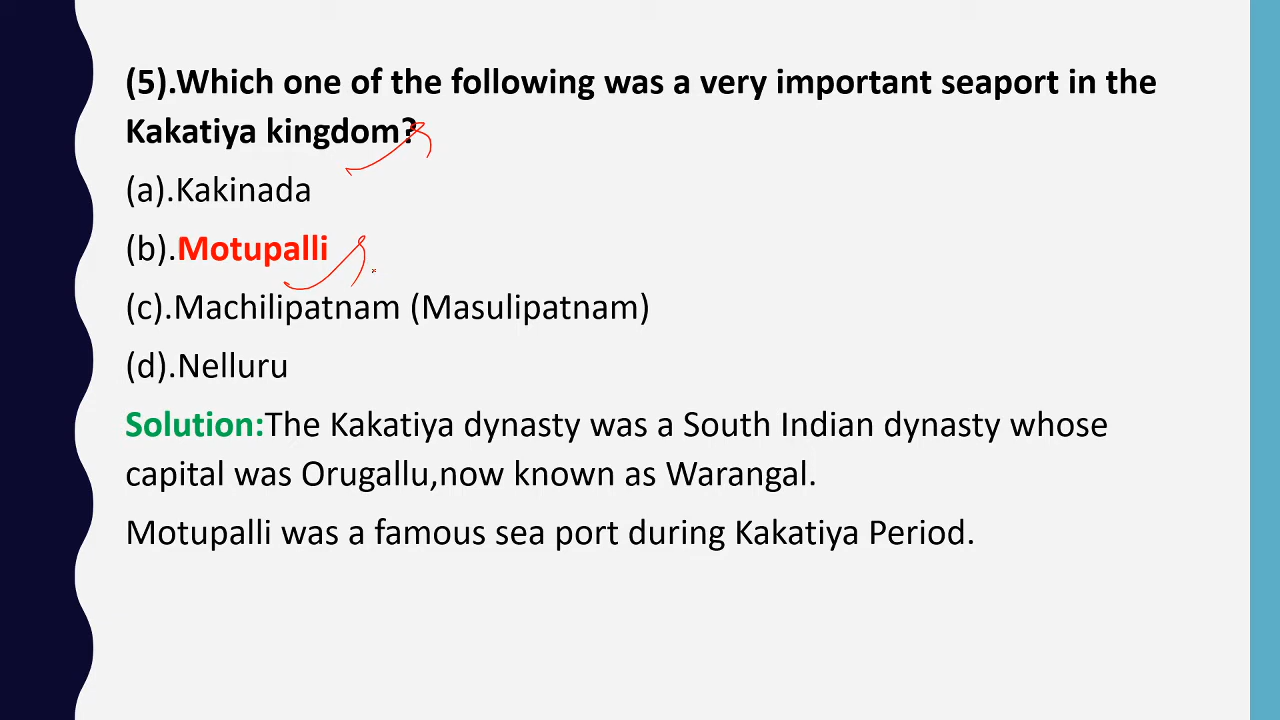 (5).Which one of the following was a very important seaport in the
Kakatiya kingdom?
(a).Kakinada
(b).Motupalli
(c).Machilipatnam (Masulipatnam)
(d).Nelluru
Solution:The Kakatiya dynasty was a South Indian dynasty whose
capital was Orugallu,now known as Warangal.
Motupalli was a famous sea port during Kakatiya Period.